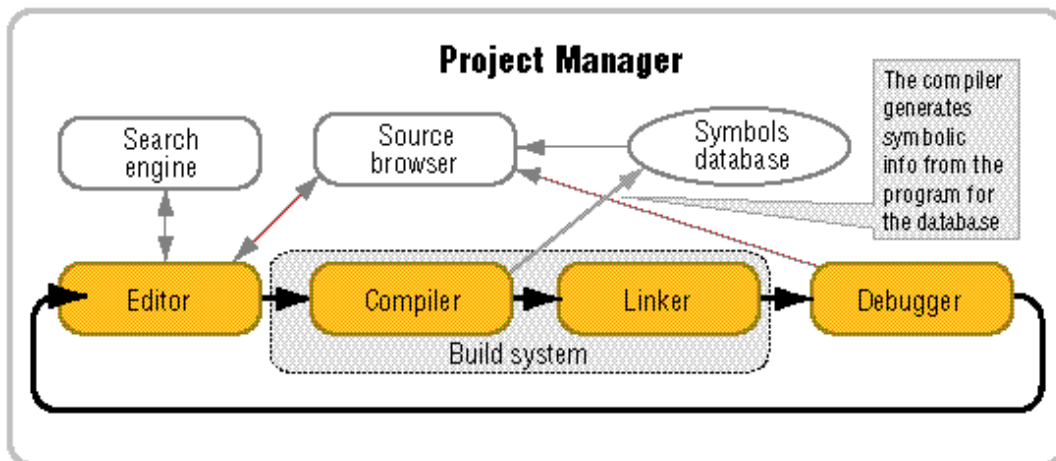 Project Manager
The compiler
generates
symbolic
info from the
program for
the database
Search
engine
Source
browser
Symbols
database
Editor
Compiler
Linker
Debugger
Build system